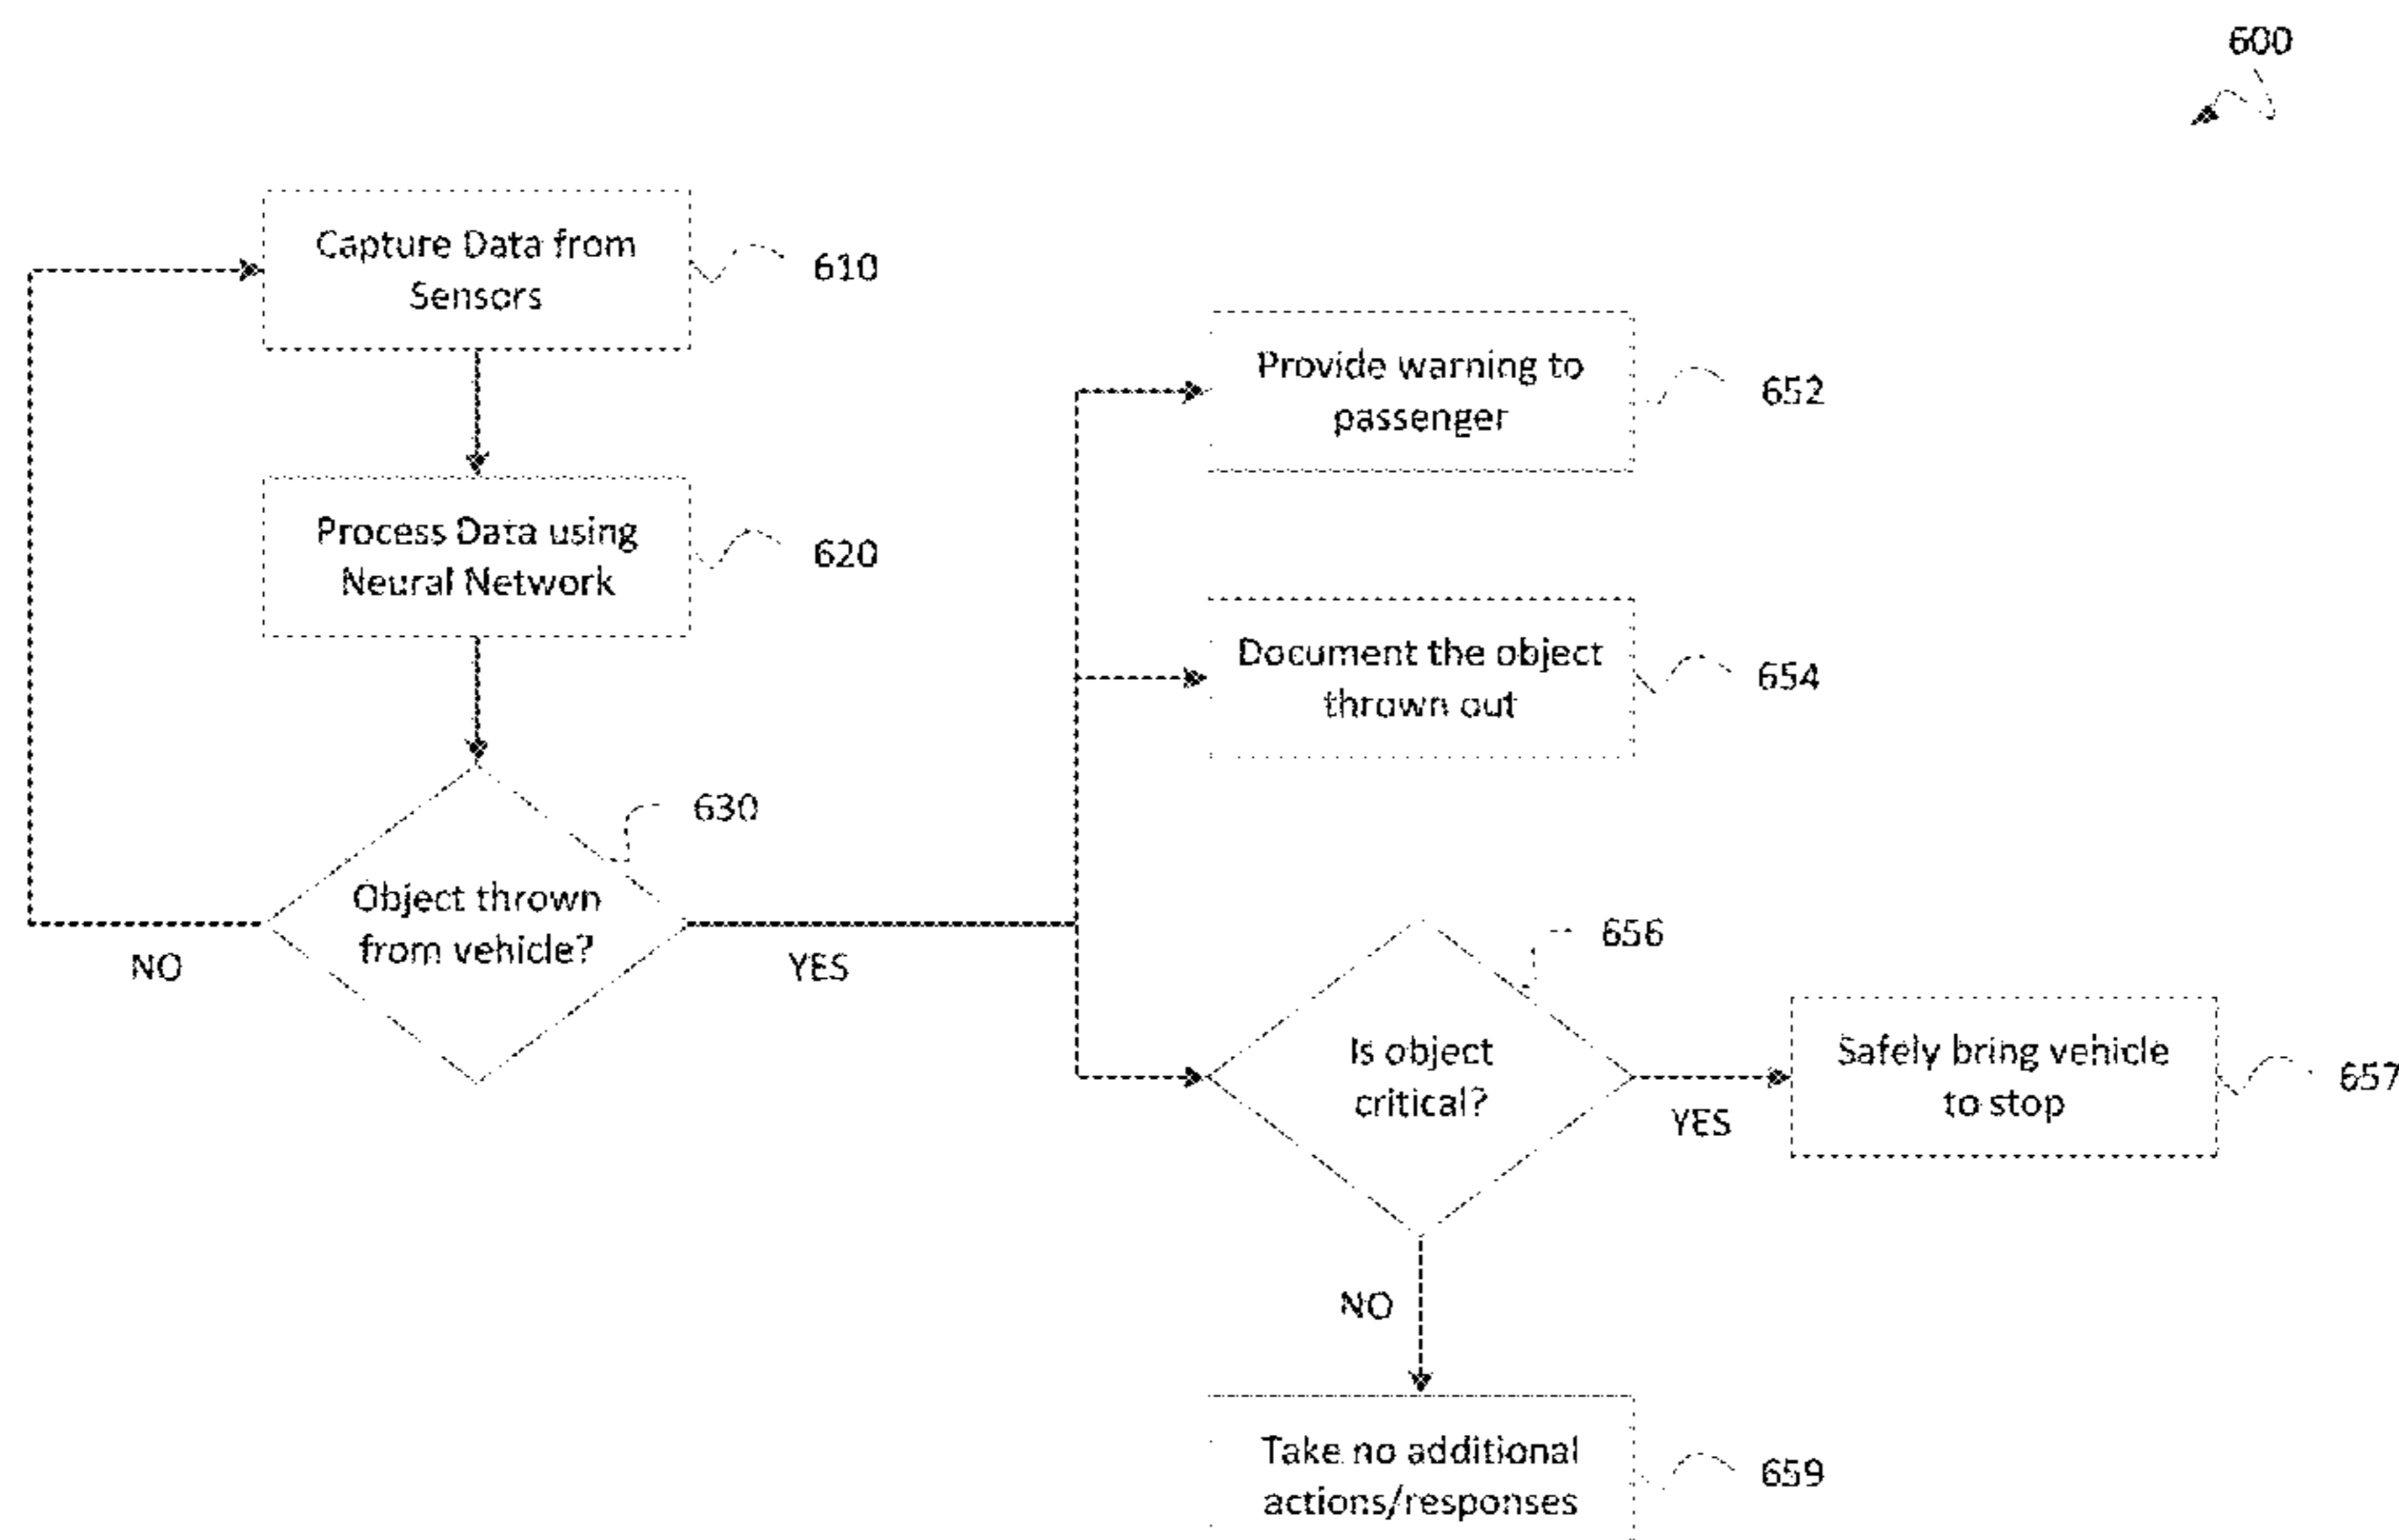 600
Capture Data from
Sensors
610
Process Data using
Neural Network
620
Object thrown
from vehicle?
630
NO
YES
Provide warning to
passenger
652
Document the object
thrown out
654
Is object
critical?
656
YES
Safely bring vehicle
to stop
657
NO
Take no additional
actions/responses
659